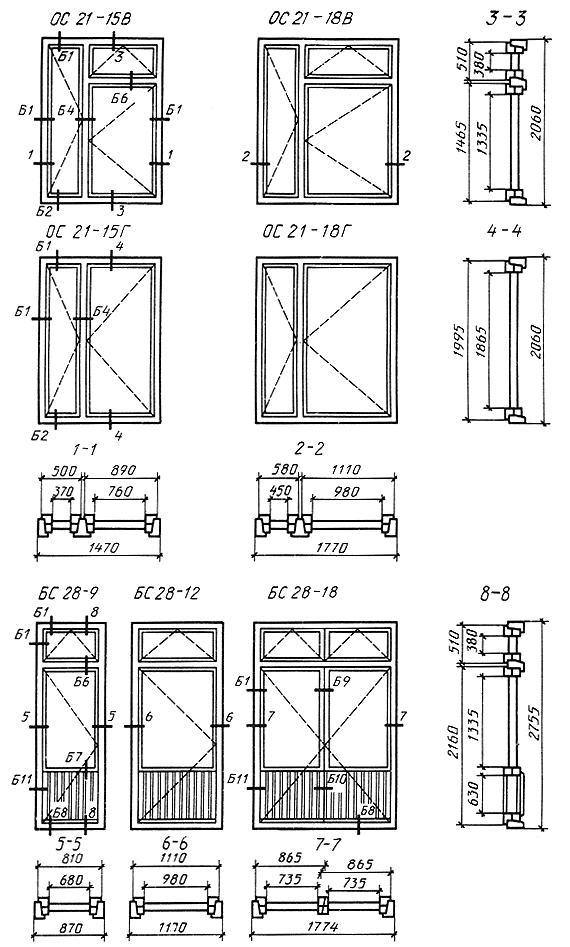 ОС 21-15В ОС 21-18В 3-3
Б1 3
Б6
Б1 Б4 Б1
1 1 2 2
Б2 3
510 380 1465 1335 2060
ОС 21-15Г ОС 21-18Г 4-4
Б1 4
Б1 Б4
Б2 4
1995 1865 2060
1-1 2-2
500 890 580 1110
370 760 450 980
1470 1770
БС 28-9 БС 28-12 БС 28-18 8-8
Б1 8
Б1
Б6 Б1 Б9
5 5 6 6 7 7
Б7
Б11 Б11 Б10
Б8 8 Б8
510 380 2160 1335 630 2755
5-5 6-6 7-7
810 1110 865 865
680 980 735 735
870 1170 1774